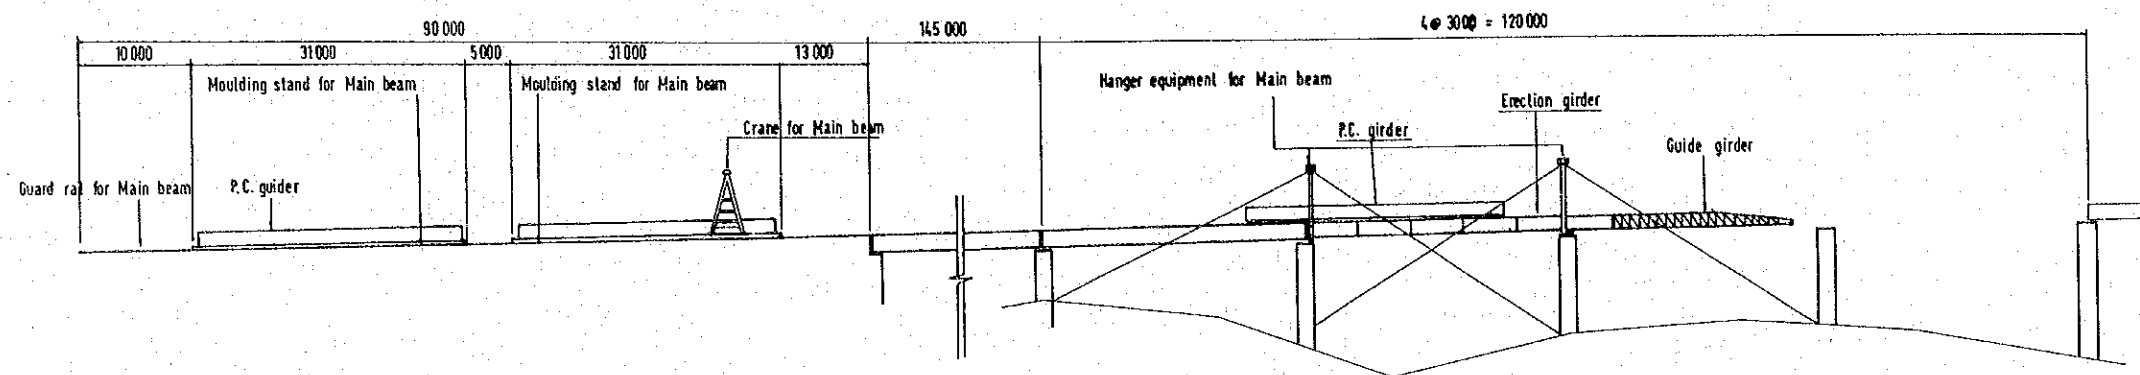 90 000
145 000
4@ 3000 = 120 000
10 000
31 000
5 000
31 000
13 000
Moulding stand for Main beam
Moulding stand for Main beam
Hanger equipment for Main beam
Erection girder
Crane for Main beam
P.C. girder
Guide girder
Guard rai for Main beam
P.C. guider